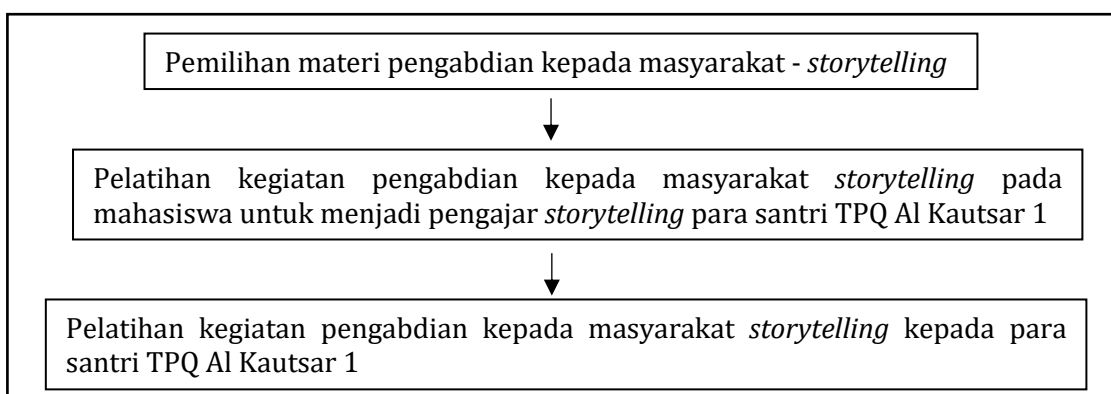 Pemilihan materi pengabdian kepada masyarakat - storytelling
Pelatihan kegiatan pengabdian kepada masyarakat storytelling pada
mahasiswa untuk menjadi pengajar storytelling para santri TPQ Al Kautsar 1
Pelatihan kegiatan pengabdian kepada masyarakat storytelling kepada para
santri TPQ Al Kautsar 1